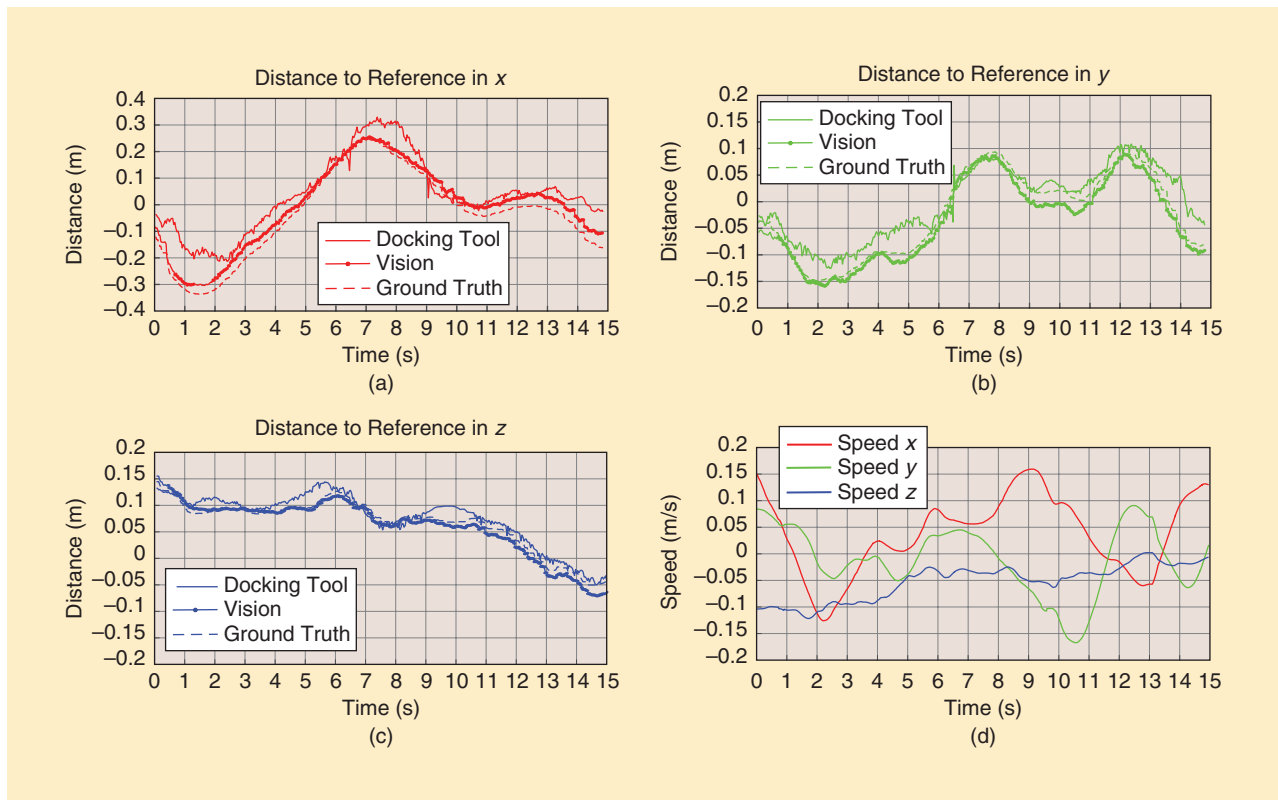 Distance to Reference in x
Distance (m)
0.4
0.3
0.2
0.1
0
–0.1
–0.2
–0.3
–0.4
Docking Tool
Vision
Ground Truth
0 1 2 3 4 5 6 7 8 9 10 11 12 13 14 15
Time (s)
(a)
Distance to Reference in y
Distance (m)
0.2
0.15
0.1
0.05
0
–0.05
–0.1
–0.15
–0.2
Docking Tool
Vision
Ground Truth
0 1 2 3 4 5 6 7 8 9 10 11 12 13 14 15
Time (s)
(b)
Distance to Reference in z
Distance (m)
0.2
0.15
0.1
0.05
0
–0.05
–0.1
–0.15
–0.2
Docking Tool
Vision
Ground Truth
0 1 2 3 4 5 6 7 8 9 10 11 12 13 14 15
Time (s)
(c)
Speed (m/s)
0.2
0.15
0.1
0.05
0
–0.05
–0.1
–0.15
–0.2
Speed x
Speed y
Speed z
0 1 2 3 4 5 6 7 8 9 10 11 12 13 14 15
Time (s)
(d)